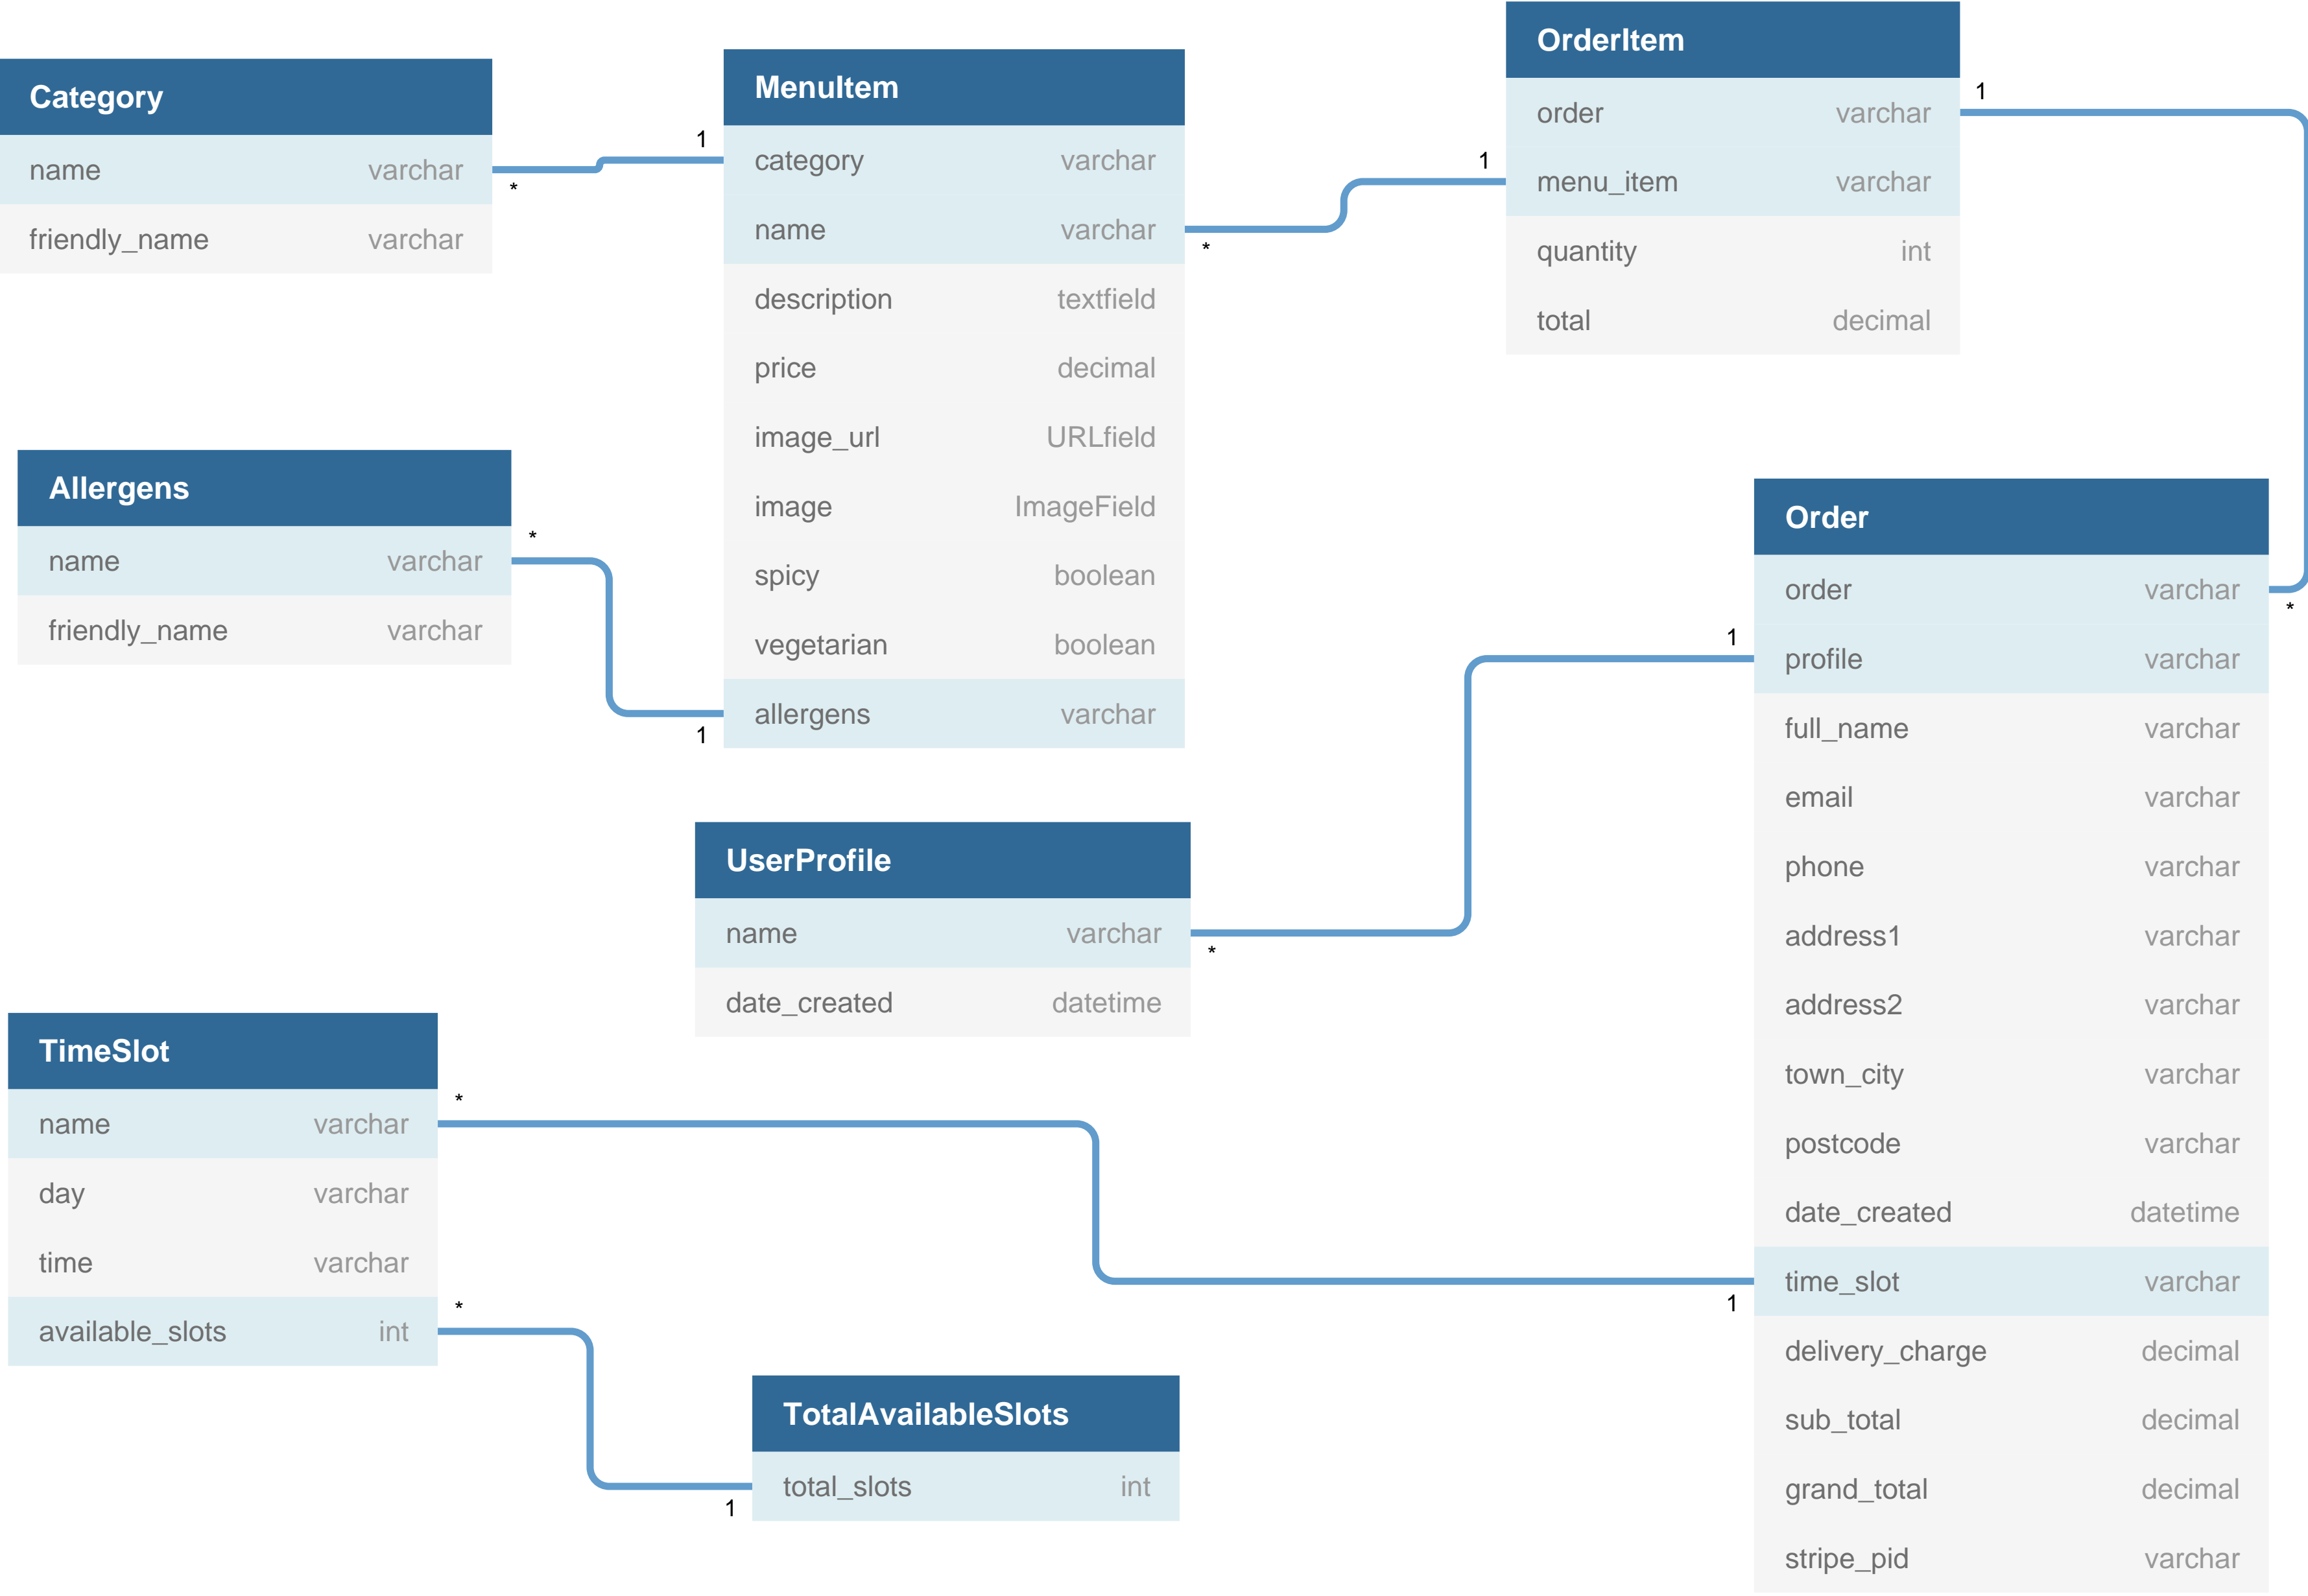 Category
name varchar
friendly_name varchar
*
1
MenuItem
category varchar
name varchar
description textfield
price decimal
image_url URLfield
image ImageField
spicy boolean
vegetarian boolean
allergens varchar
*
1
OrderItem
order varchar
menu_item varchar
quantity int
total decimal
1
*
Allergens
name varchar
friendly_name varchar
*
1
Order
order varchar
profile varchar
full_name varchar
email varchar
phone varchar
address1 varchar
address2 varchar
town_city varchar
postcode varchar
date_created datetime
time_slot varchar
delivery_charge decimal
sub_total decimal
grand_total decimal
stripe_pid varchar
UserProfile
name varchar
date_created datetime
*
1
TimeSlot
name varchar
day varchar
time varchar
available_slots int
*
1
*
1
TotalAvailableSlots
total_slots int